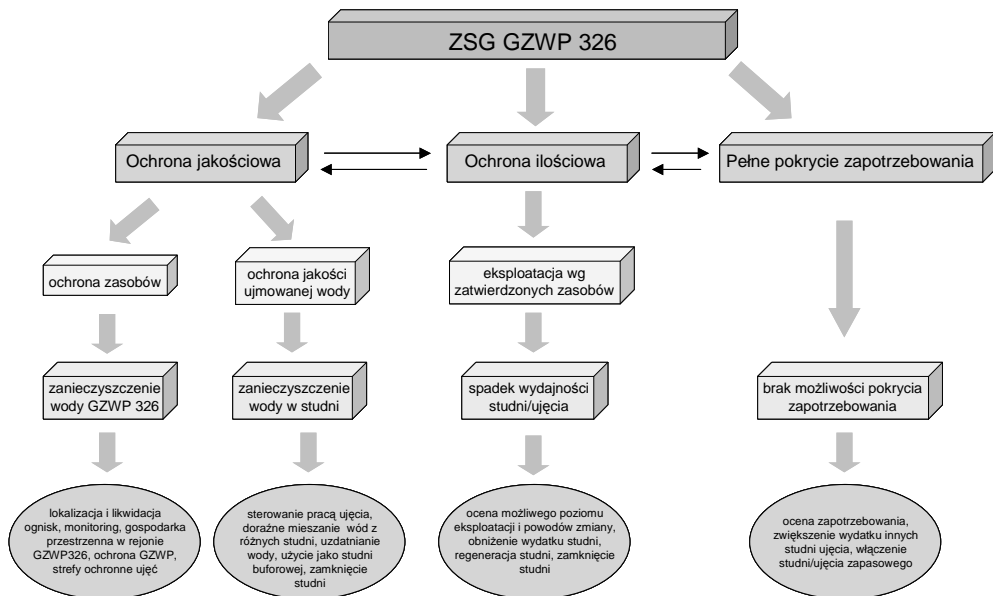 ZSG GZWP 326
Ochrona jakościowa
Ochrona ilościowa
Pełne pokrycie zapotrzebowania
ochrona zasobów
ochrona jakości
ujmowanej wody
eksploatacja wg
zatwierdzonych zasobów
zanieczyszczenie
wody GZWP 326
zanieczyszczenie
wody w studni
spadek wydajności
studni/ujęcia
brak możliwości pokrycia
zapotrzebowania
lokalizacja i likwidacja
ognisk, monitoring, gospodarka
przestrzenna w rejonie
GZWP326, ochrona GZWP,
strefy ochronne ujęć
sterowanie pracą ujęcia,
doraźne mieszanie wód z
różnych studni, uzdatnianie
wody, użycie jako studni
buforowej, zamknięcie
studni
ocena możliwego poziomu
eksploatacji i powodów zmiany,
obniżenie wydatku studni,
regeneracja studni, zamknięcie
studni
ocena zapotrzebowania,
zwiększenie wydatku innych
studni ujęcia, włączenie
studni/ujęcia zapasowego